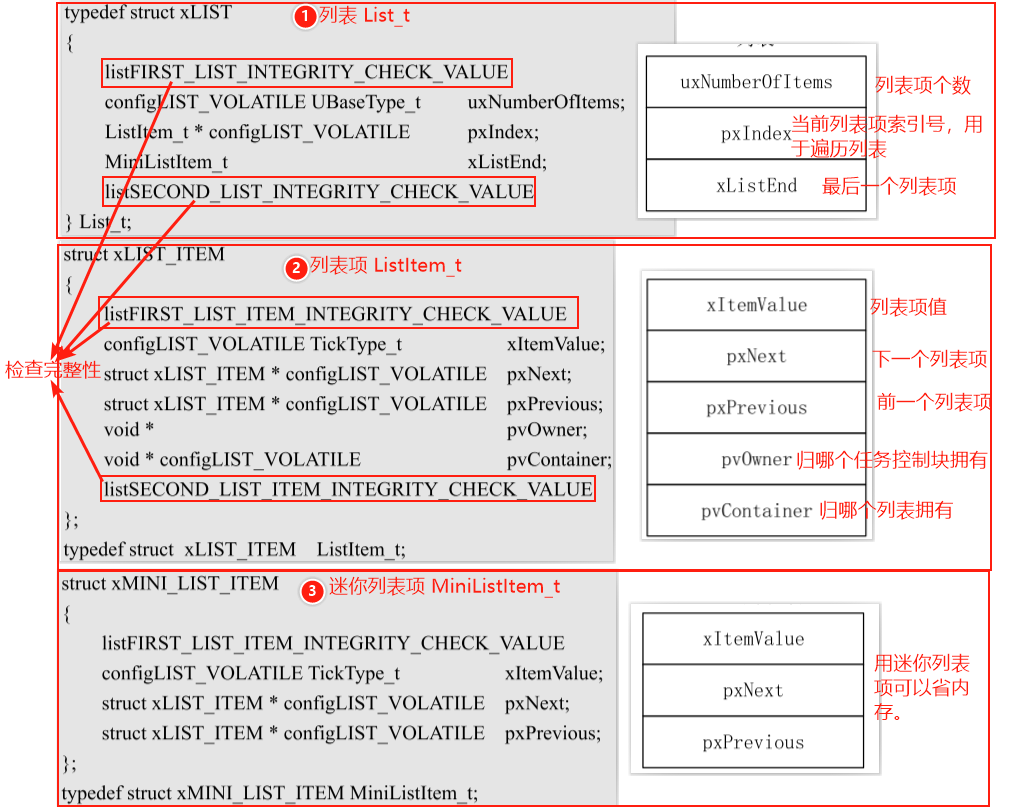 typedef struct xLIST
1 列表 List_t
{
listFIRST_LIST_INTEGRITY_CHECK_VALUE
configLIST_VOLATILE UBaseType_t uxNumberOfItems;
ListItem_t * configLIST_VOLATILE pxIndex;
MiniListItem_t xListEnd;
listSECOND_LIST_INTEGRITY_CHECK_VALUE
} List_t;
uxNumberOfItems
列表项个数
pxIndex
当前列表项索引号，用
于遍历列表
xListEnd
最后一个列表项
struct xLIST_ITEM
2 列表项 ListItem_t
{
listFIRST_LIST_ITEM_INTEGRITY_CHECK_VALUE
configLIST_VOLATILE TickType_t xItemValue;
struct xLIST_ITEM * configLIST_VOLATILE pxNext;
struct xLIST_ITEM * configLIST_VOLATILE pxPrevious;
void * pvOwner;
void * configLIST_VOLATILE pvContainer;
listSECOND_LIST_ITEM_INTEGRITY_CHECK_VALUE
};
typedef struct xLIST_ITEM ListItem_t;
检查完整性
xItemValue
列表项值
pxNext
下一个列表项
pxPrevious
前一个列表项
pvOwner
归哪个任务控制块拥有
pvContainer
归哪个列表拥有
struct xMINI_LIST_ITEM
3 迷你列表项 MiniListItem_t
{
listFIRST_LIST_ITEM_INTEGRITY_CHECK_VALUE
configLIST_VOLATILE TickType_t xItemValue;
struct xLIST_ITEM * configLIST_VOLATILE pxNext;
struct xLIST_ITEM * configLIST_VOLATILE pxPrevious;
};
typedef struct xMINI_LIST_ITEM MiniListItem_t;
xItemValue
pxNext
pxPrevious
用迷你列表
项可以省内
存。